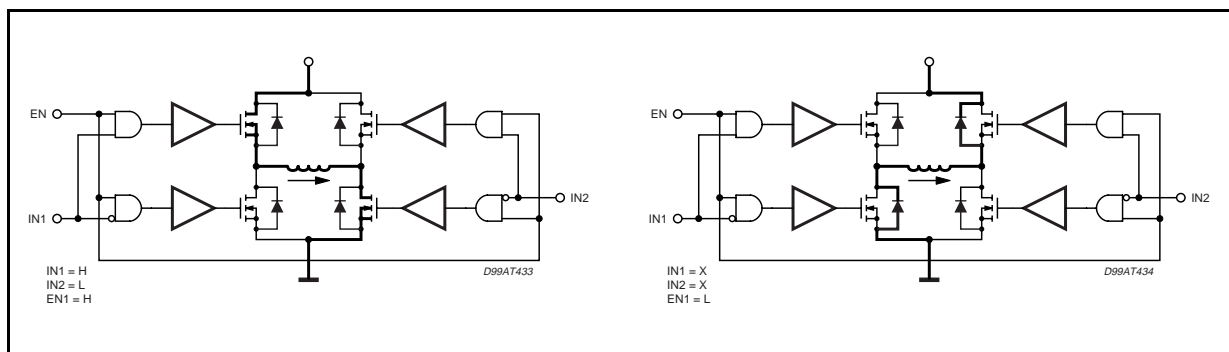 EN
IN1
IN2
IN1 = H
IN2 = L
EN1 = H
D99AT433
EN
IN1
IN2
IN1 = X
IN2 = X
EN1 = L
D99AT434